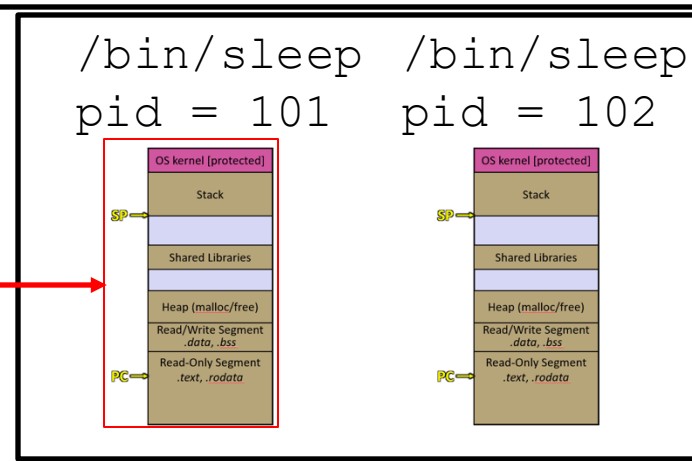 /bin/sleep
pid = 101
OS kernel [protected]
Stack
SP
Shared Libraries
Heap (malloc/free)
Read/Write Segment
.data, .bss
Read-Only Segment
.text, .rodata
PC
/bin/sleep
pid = 102
OS kernel [protected]
Stack
SP
Shared Libraries
Heap (malloc/free)
Read/Write Segment
.data, .bss
Read-Only Segment
.text, .rodata
PC